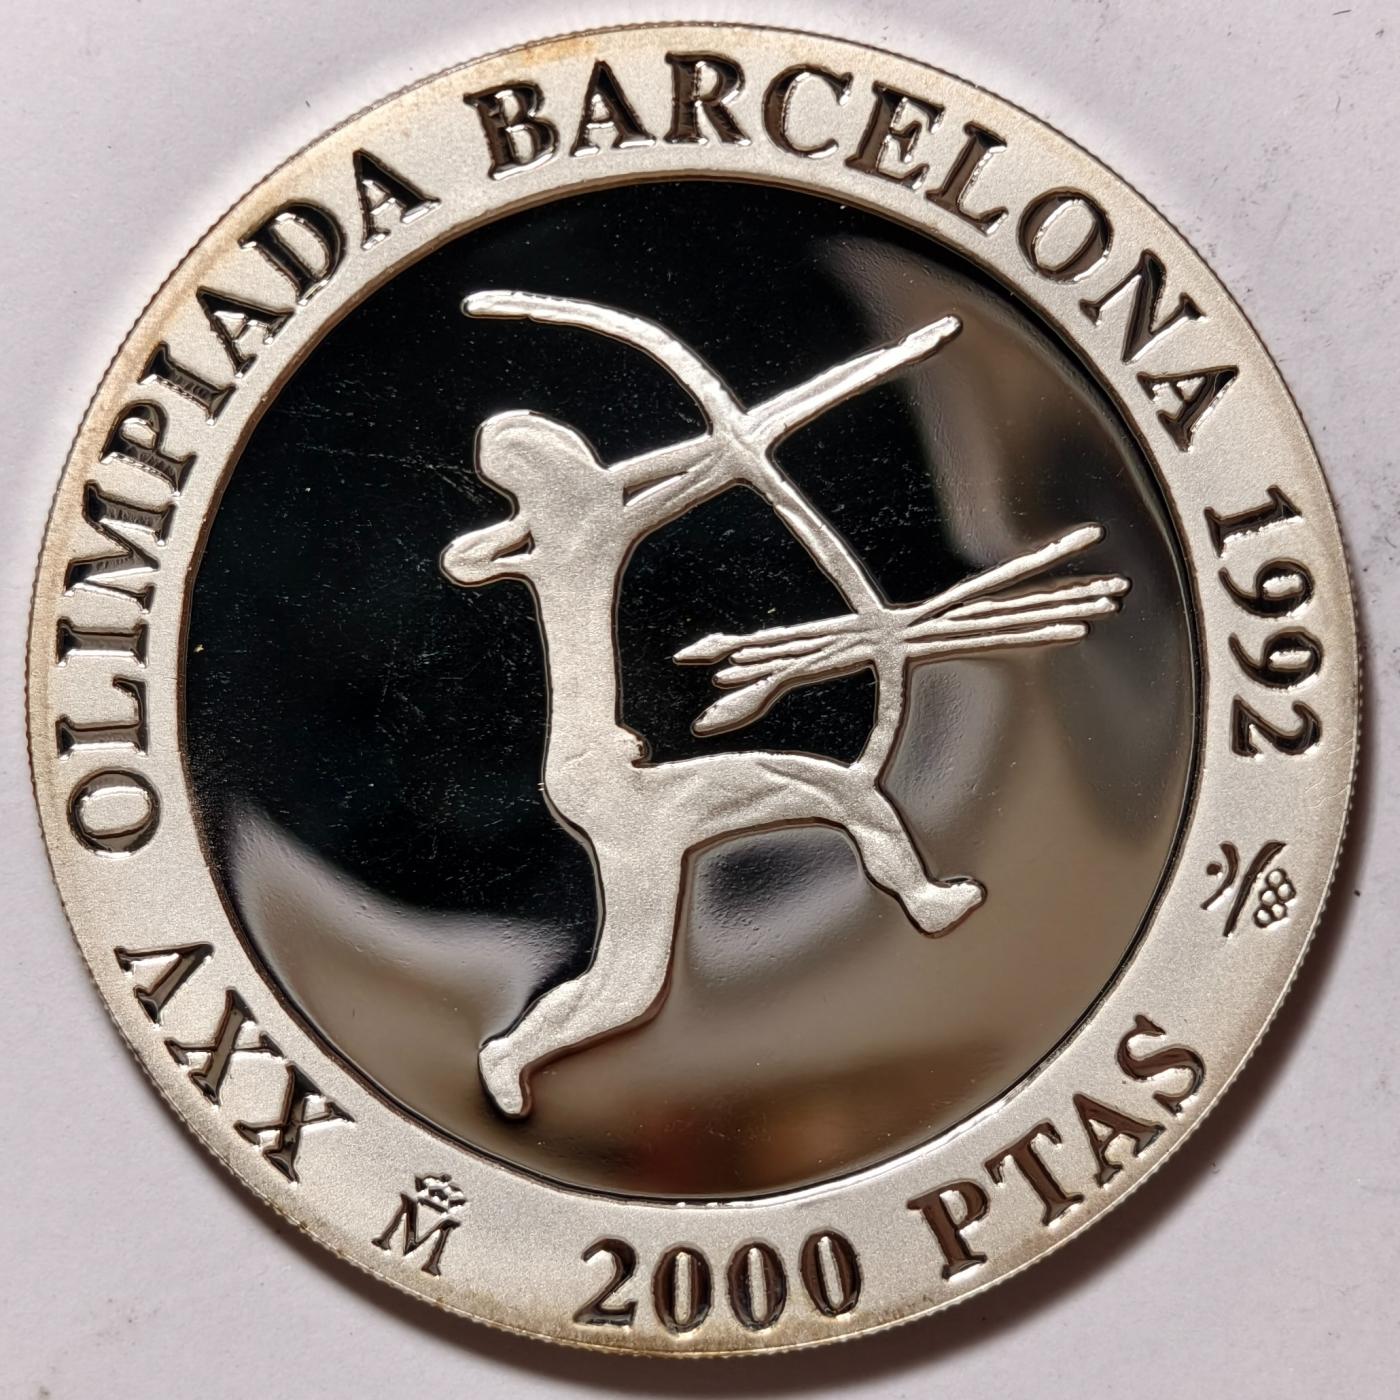 XXV OLIMPIADA BARCELONA 1992
M
2000 PTAS